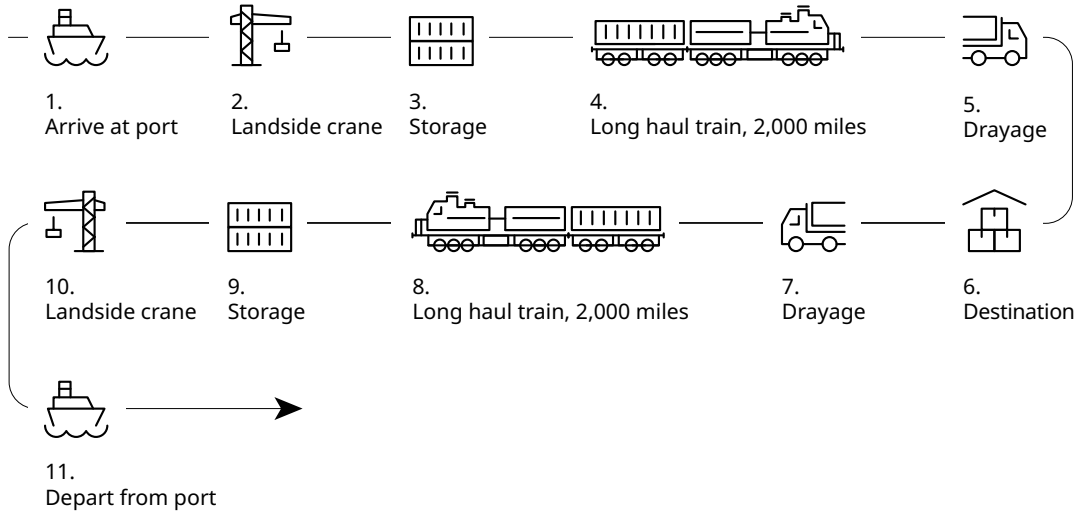 1.
Arrive at port
2.
Landside crane
3.
Storage
4.
Long haul train, 2,000 miles
5.
Drayage
10.
Landside crane
9.
Storage
8.
Long haul train, 2,000 miles
7.
Drayage
6.
Destination
11.
Depart from port